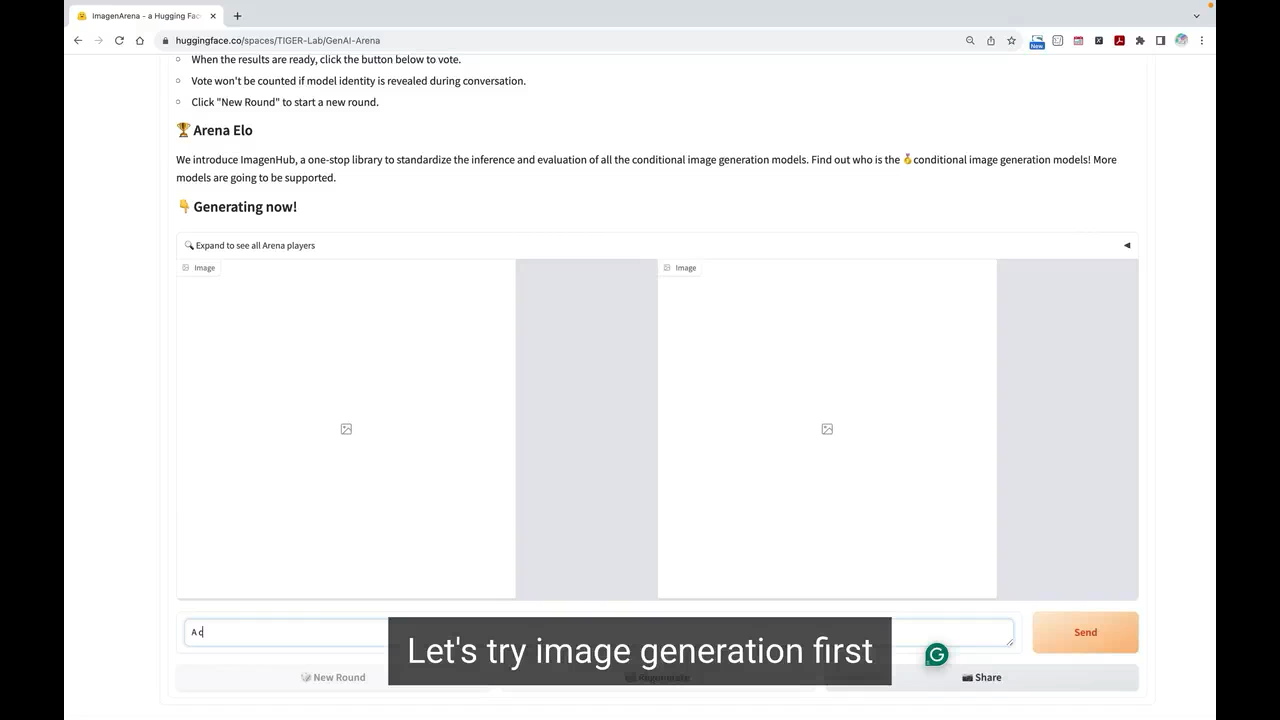 ImagenArena - a Hugging Fac
huggingface.co/spaces/TIGER-Lab/GenAI-Arena
New
When the results are ready, click the button below to vote.
Vote won't be counted if model identity is revealed during conversation.
Click "New Round" to start a new round.
🏆 Arena Elo
We introduce ImagenHub, a one-stop library to standardize the inference and evaluation of all the conditional image generation models. Find out who is the 🥇conditional image generation models! More
models are going to be supported.
👇 Generating now!
🔍 Expand to see all Arena players
Image
Image
A c
Send
Let's try image generation first
🎲 New Round
Regenerate
📷 Share